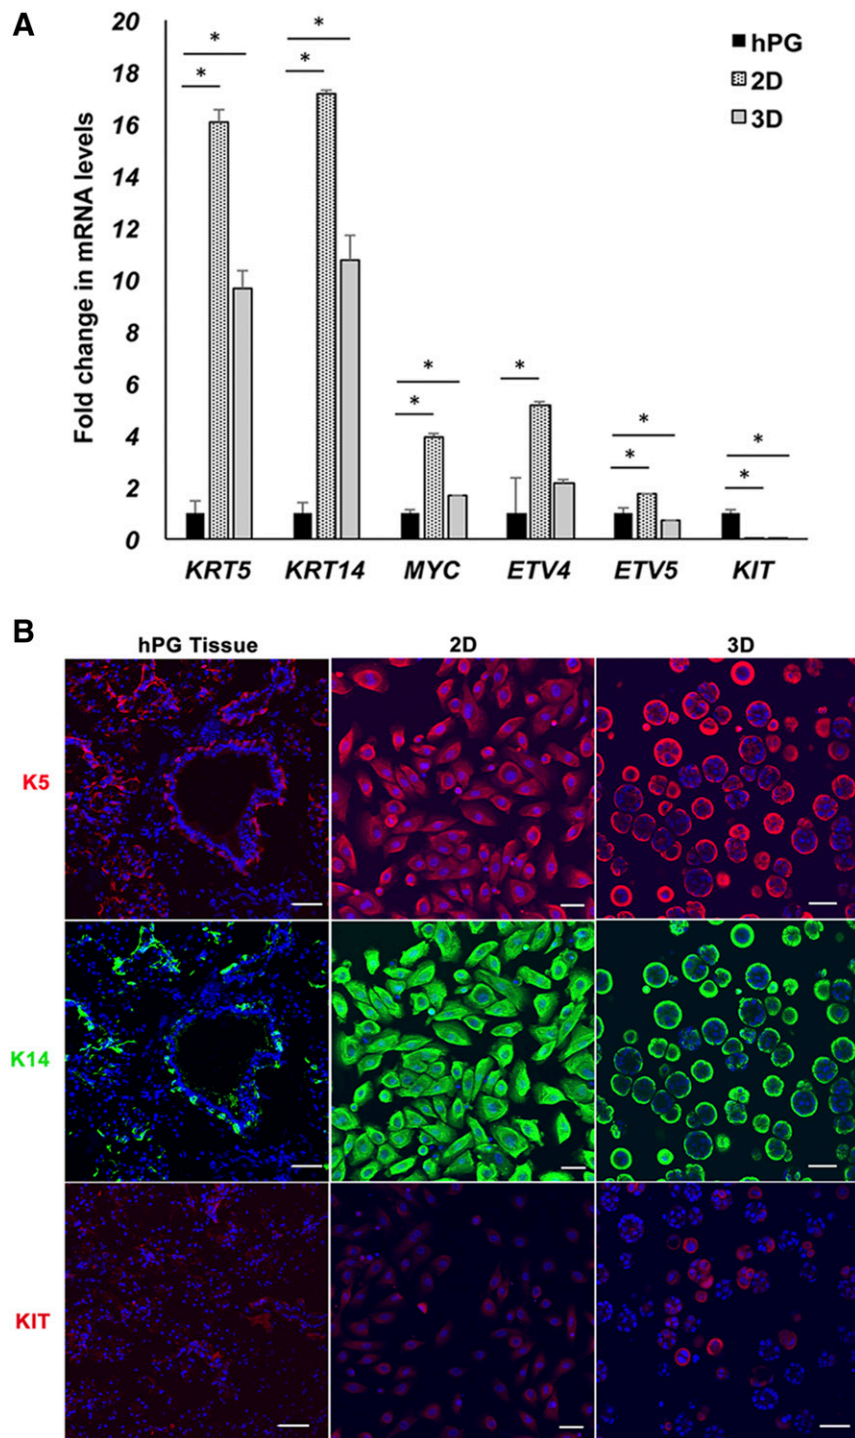 A
Fold change in mRNA levels
20
18
16
14
12
10
8
6
4
2
0
* * * * * * * * * * *
hPG
2D
3D
KRT5 KRT14 MYC ETV4 ETV5 KIT
B
hPG Tissue 2D 3D
K5
K14
KIT